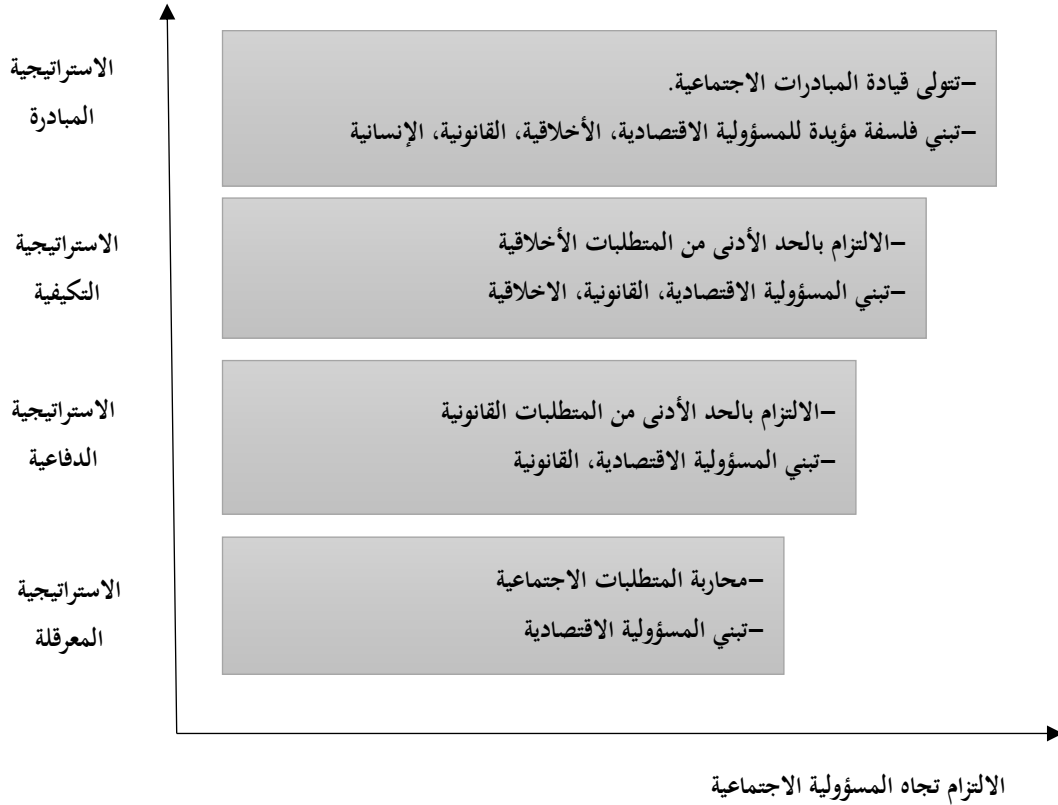 الاستراتيجية
المبادرة
–تتولى قيادة المبادرات الاجتماعية.
–تبني فلسفة مؤيدة للمسؤولية الاقتصادية، الأخلاقية، القانونية، الإنسانية
الاستراتيجية
التكيفية
–الالتزام بالحد الأدنى من المتطلبات الأخلاقية
–تبني المسؤولية الاقتصادية، القانونية، الاخلاقية
الاستراتيجية
الدفاعية
–الالتزام بالحد الأدنى من المتطلبات القانونية
–تبني المسؤولية الاقتصادية، القانونية
الاستراتيجية
المعرقلة
–محاربة المتطلبات الاجتماعية
–تبني المسؤولية الاقتصادية
الالتزام تجاه المسؤولية الاجتماعية